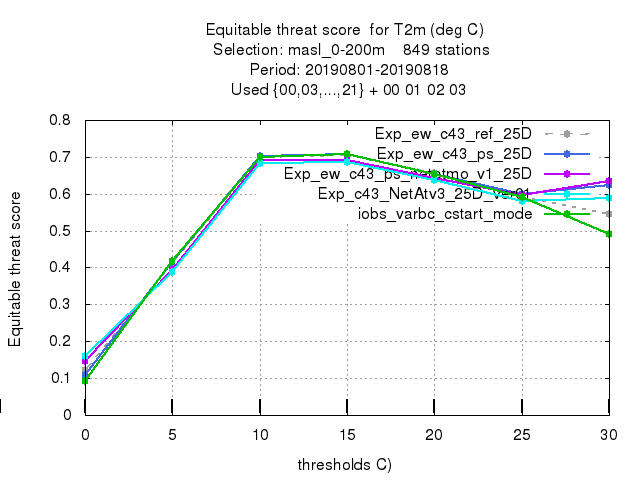 Equitable threat score for T2m (deg C)
Selection: masl_0-200m 849 stations
Period: 20190801-20190818
Used {00,03,...,21} + 00 01 02 03
Equitable threat score
0.8
0.7
0.6
0.5
0.4
0.3
0.2
0.1
0
Exp_ew_c43_ref_25D
Exp_ew_c43_ps_25D
Exp_ew_c43_ps_netatmo_v1_25D
Exp_c43_NetAtv3_25D_ver01
iobs_varbc_cstart_mode
0 5 10 15 20 25 30
thresholds C)